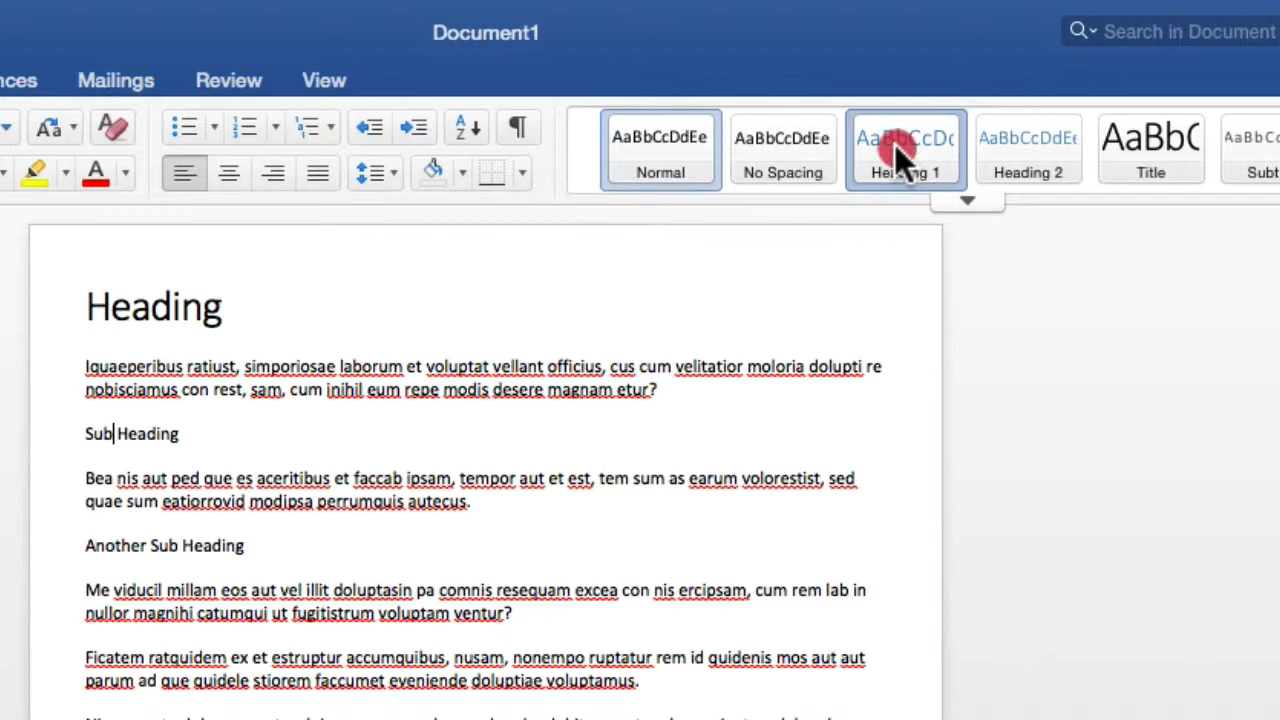 Document1
Search in Document
nces Mailings Review View
AaBbCcDdEe AaBbCcDdEe AaBbCcDc AaBbCcDdEe AaBbC AaBbCcD
Normal No Spacing Heading 1 Heading 2 Title Subt
Heading
Iquaeperibus ratiust, simporiosae laborum et voluptat vellant officius, cus cum velitatior moloria dolupti re
nobisciamus con rest, sam, cum inihil eum repe modis desere magnam etur?
Sub Heading
Bea nis aut ped que es aceritibus et faccab ipsam, tempor aut et est, tem sum as earum volorestist, sed
quae sum eatiorrovid modipsa perrumquis autecus.
Another Sub Heading
Me viducil millam eos aut vel illit doluptasin pa comnis resequam excea con nis ercipsam, cum rem lab in
nullor magnihi catumqui ut fugitistrum voluptam ventur?
Ficatem ratquidem ex et estruptur accumquibus, nusam, nonempo ruptatur rem id quidenis mos aut aut
parum ad que quidele stiorem faccumet eveniende doluptiae voluptamus.